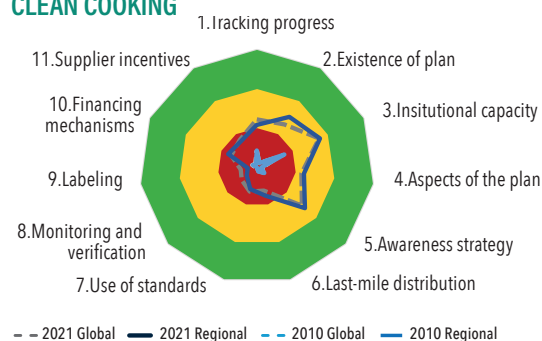 CLEAN COOKING
1.Tracking progress
11.Supplier incentives
2.Existence of plan
10.Financing
mechanisms
3.Insitutional capacity
9.Labeling
4.Aspects of the plan
8.Monitoring and
verification
5.Awareness strategy
7.Use of standards
6.Last-mile distribution
2021 Global 2021 Regional 2010 Global 2010 Regional